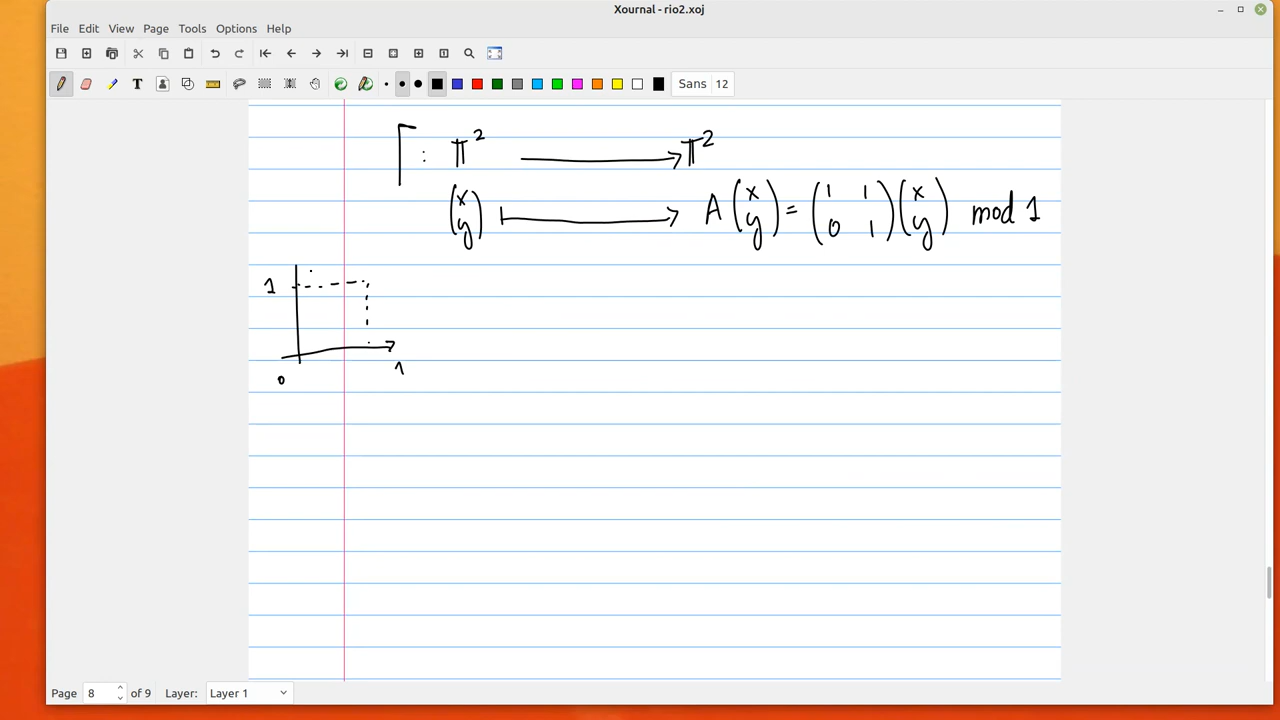 Xournal - rio2.xoj
File Edit View Page Tools Options Help
Sans 12
Γ : 𝕋² ⟶ 𝕋²
(x y) ⟼ A (x y) = (1 1 0 1) (x y) mod 1
1
0 1
Page 8 of 9 Layer: Layer 1